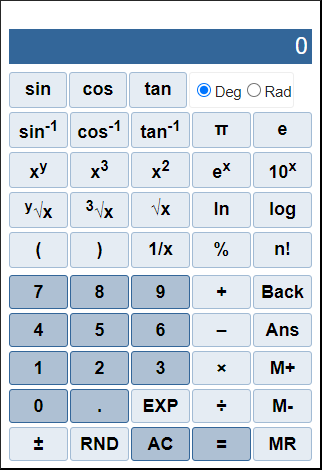 0
sin cos tan Deg Rad
sin⁻¹ cos⁻¹ tan⁻¹ π e
xʸ x³ x² eˣ 10ˣ
ʸ√x ³√x √x ln log
( ) 1/x % n!
7 8 9 + Back
4 5 6 – Ans
1 2 3 × M+
0 . EXP ÷ M-
± RND AC = MR